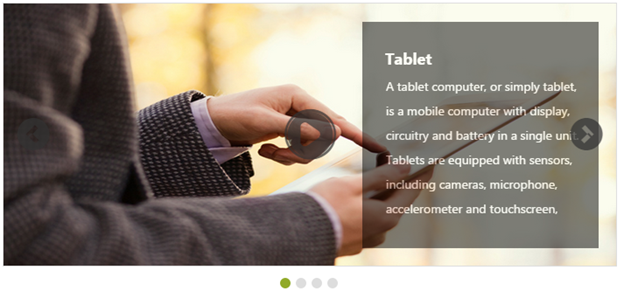 Tablet
A tablet computer, or simply tablet,
is a mobile computer with display,
circuitry and battery in a single unit.
Tablets are equipped with sensors,
including cameras, microphone,
accelerometer and touchscreen,